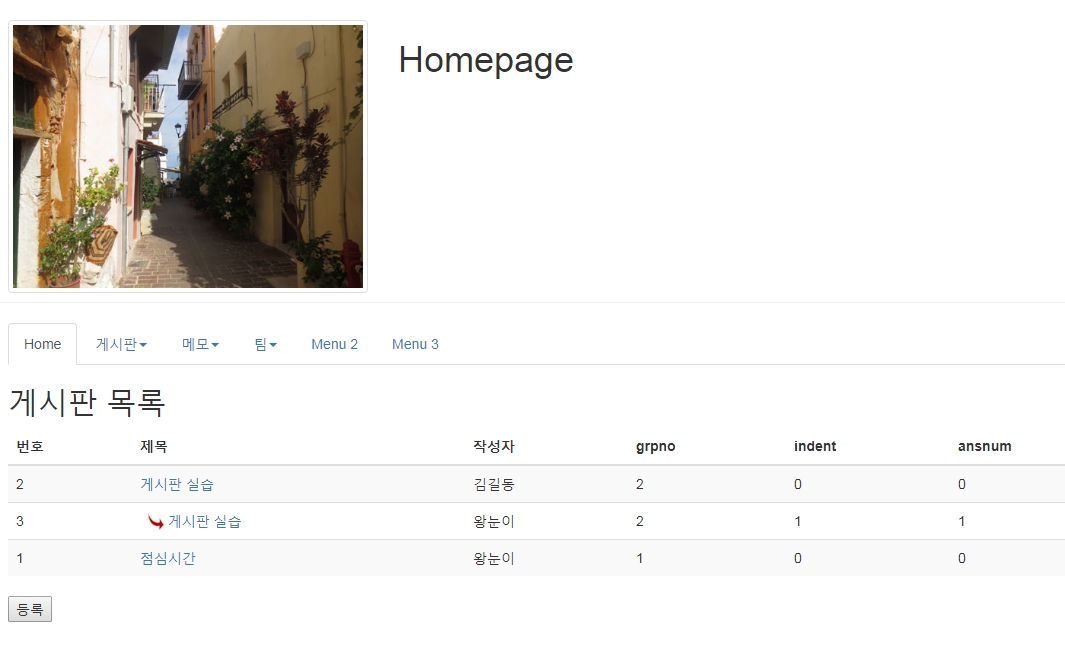 Homepage
Home 게시판 메모 팀 Menu 2 Menu 3
게시판 목록
번호 제목 작성자 grpno indent ansnum
2 게시판 실습 김길동 2 0 0
3 게시판 실습 왕눈이 2 1 1
1 점심시간 왕눈이 1 0 0
등록